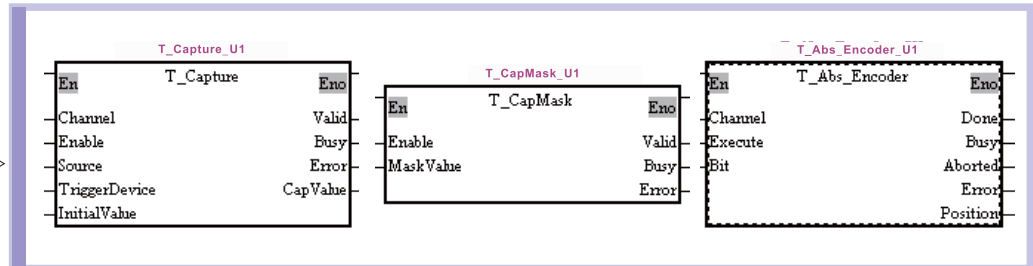 T_Capture_U1
T_Capture
En
Eno
Channel
Valid
Enable
Busy
Source
Error
TriggerDevice
CapValue
InitialValue
T_CapMask_U1
T_CapMask
En
Eno
Enable
Valid
MaskValue
Busy
Error
T_Abs_Encoder_U1
T_Abs_Encoder
En
Eno
Channel
Done
Execute
Busy
Bit
Aborted
Error
Position